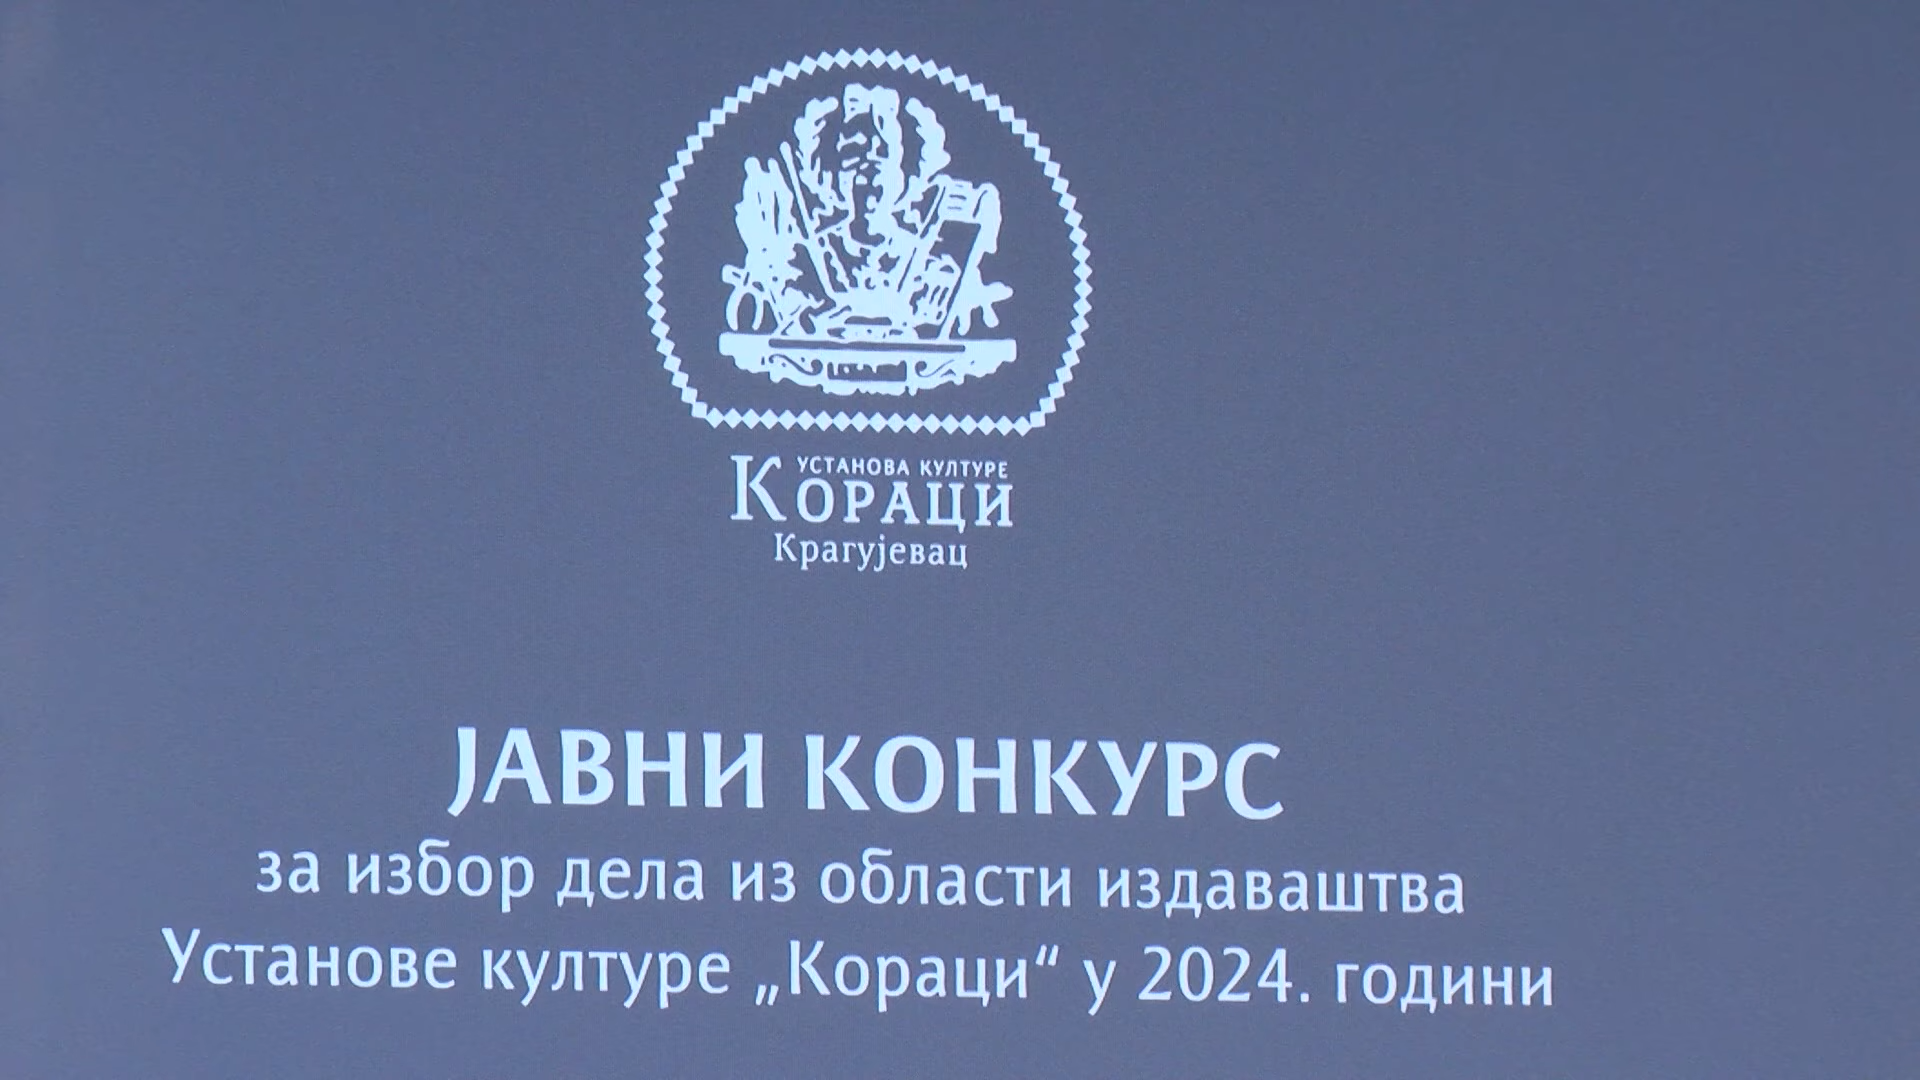 УСТАНОВА КУЛТУРЕ
КОРАЦИ
Крагујевац
ЈАВНИ КОНКУРС
за избор дела из области издаваштва
Установе културе „Кораци“ у 2024. години